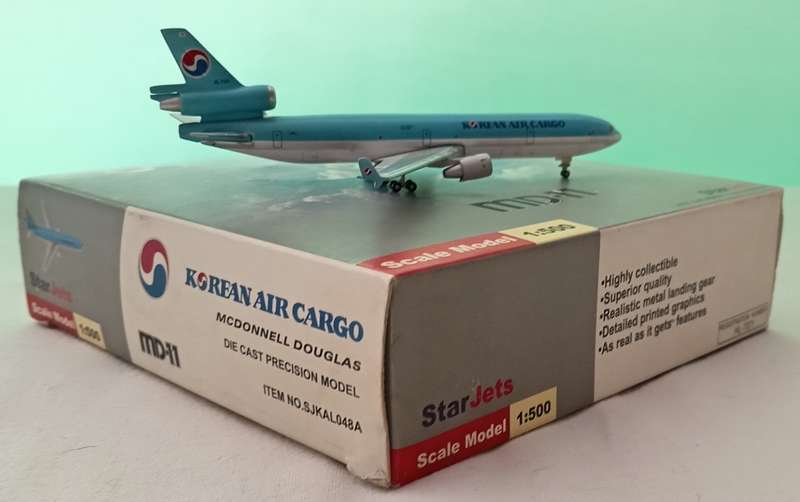 KOREAN AIR CARGO
MD-11
Scale Model 1:500
StarJets
Scale Model 1:500
KOREAN AIR CARGO
MCDONNELL DOUGLAS
MD-11
DIE CAST PRECISION MODEL
ITEM NO.SJKAL048A
StarJets
Scale Model 1:500
•Highly collectible
•Superior quality
•Realistic metal landing gear
•Detailed printed graphics
•As real as it gets' features
REGISTRATION NUMBER